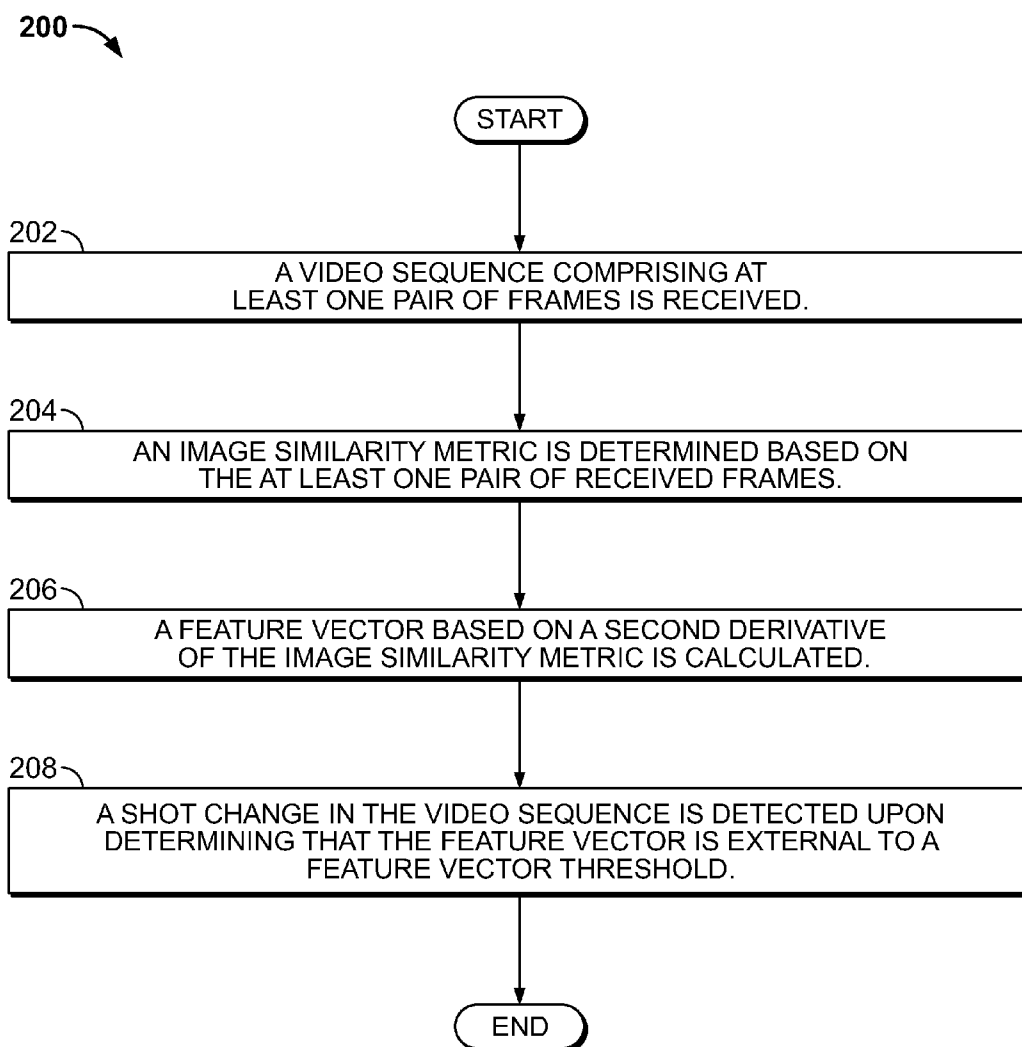 200
START
202
A VIDEO SEQUENCE COMPRISING AT
LEAST ONE PAIR OF FRAMES IS RECEIVED.
204
AN IMAGE SIMILARITY METRIC IS DETERMINED BASED ON
THE AT LEAST ONE PAIR OF RECEIVED FRAMES.
206
A FEATURE VECTOR BASED ON A SECOND DERIVATIVE
OF THE IMAGE SIMILARITY METRIC IS CALCULATED.
208
A SHOT CHANGE IN THE VIDEO SEQUENCE IS DETECTED UPON
DETERMINING THAT THE FEATURE VECTOR IS EXTERNAL TO A
FEATURE VECTOR THRESHOLD.
END